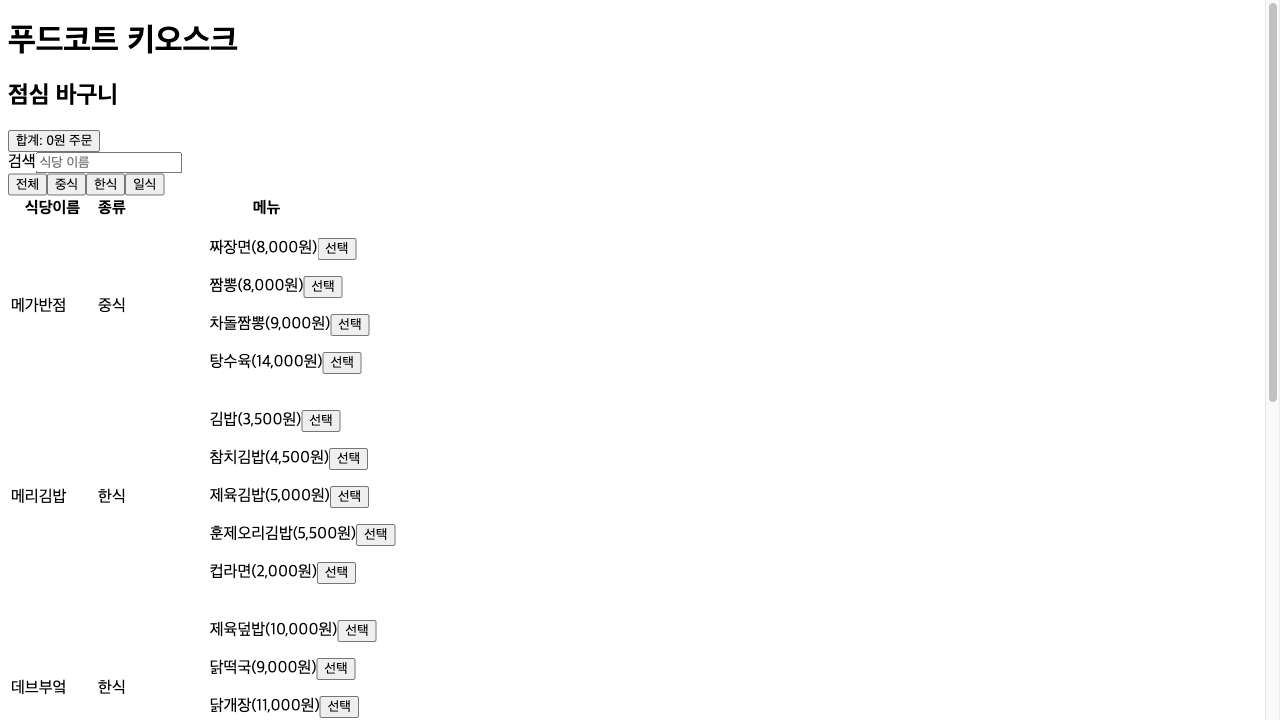 푸드코트 키오스크
점심 바구니
합계: 0원 주문
검색 식당 이름
전체 중식 한식 일식
식당이름 종류 메뉴
짜장면(8,000원) 선택
짬뽕(8,000원) 선택
메가반점 중식
차돌짬뽕(9,000원) 선택
탕수육(14,000원) 선택
김밥(3,500원) 선택
참치김밥(4,500원) 선택
메리김밥 한식
제육김밥(5,000원) 선택
훈제오리김밥(5,500원) 선택
컵라면(2,000원) 선택
제육덮밥(10,000원) 선택
닭떡국(9,000원) 선택
데브부엌 한식
닭개장(11,000원) 선택